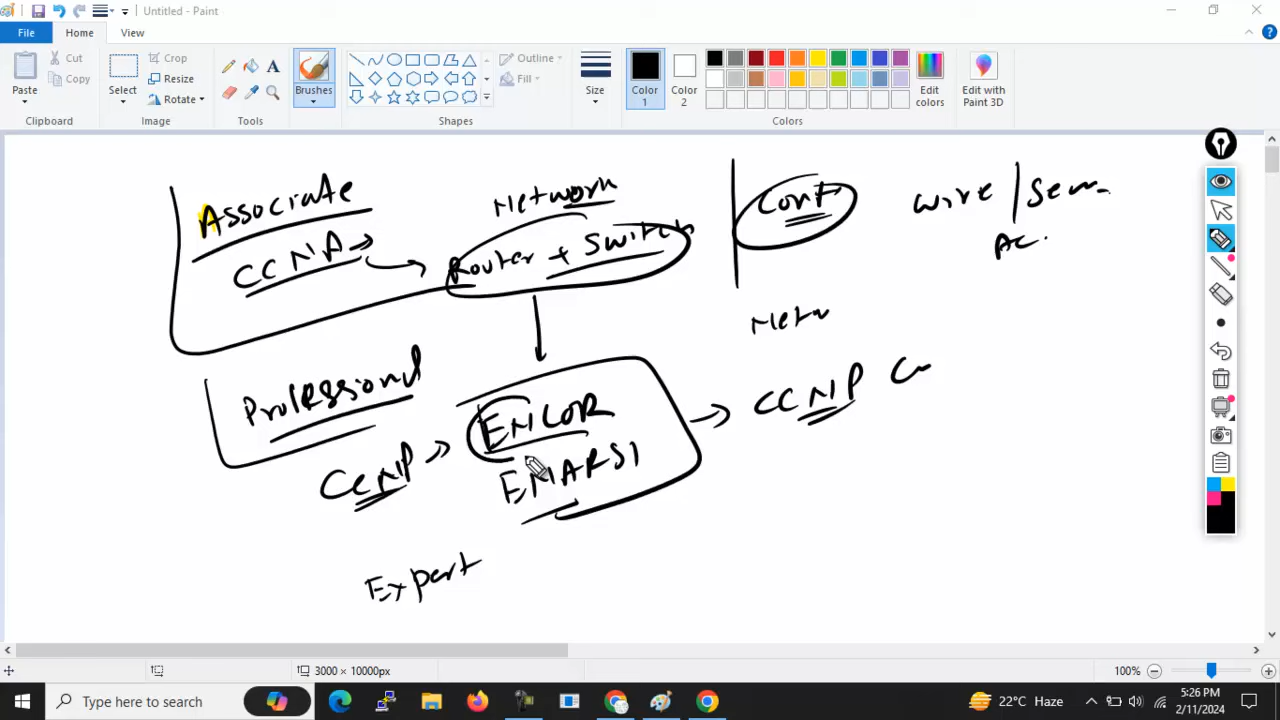 Untitled - Paint
File Home View
Paste
Cut
Copy
Clipboard
Select
Crop
Resize
Rotate
Image
Tools
Brushes
Outline
Fill
Shapes
Size
Color 1
Color 2
Edit colors
Edit with Paint 3D
Colors
Associate
CCNA
Network
Router + Switch
Wire
AC.
Netw
Professional
CCNP
ENCOR
ENARSI
CCNP
Expert
3000 × 10000px
100%
Type here to search
22°C Haze
5:26 PM
2/11/2024